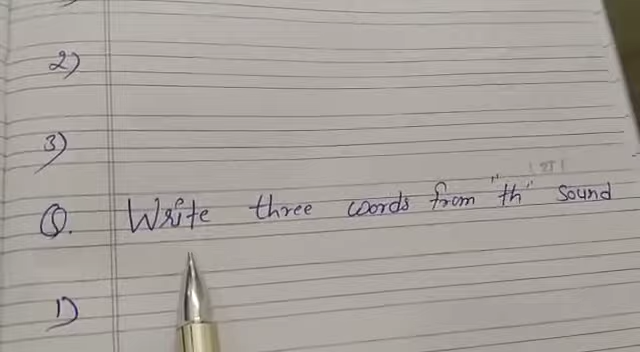 2)
3)
Q. Write three words from "th" sound
1)